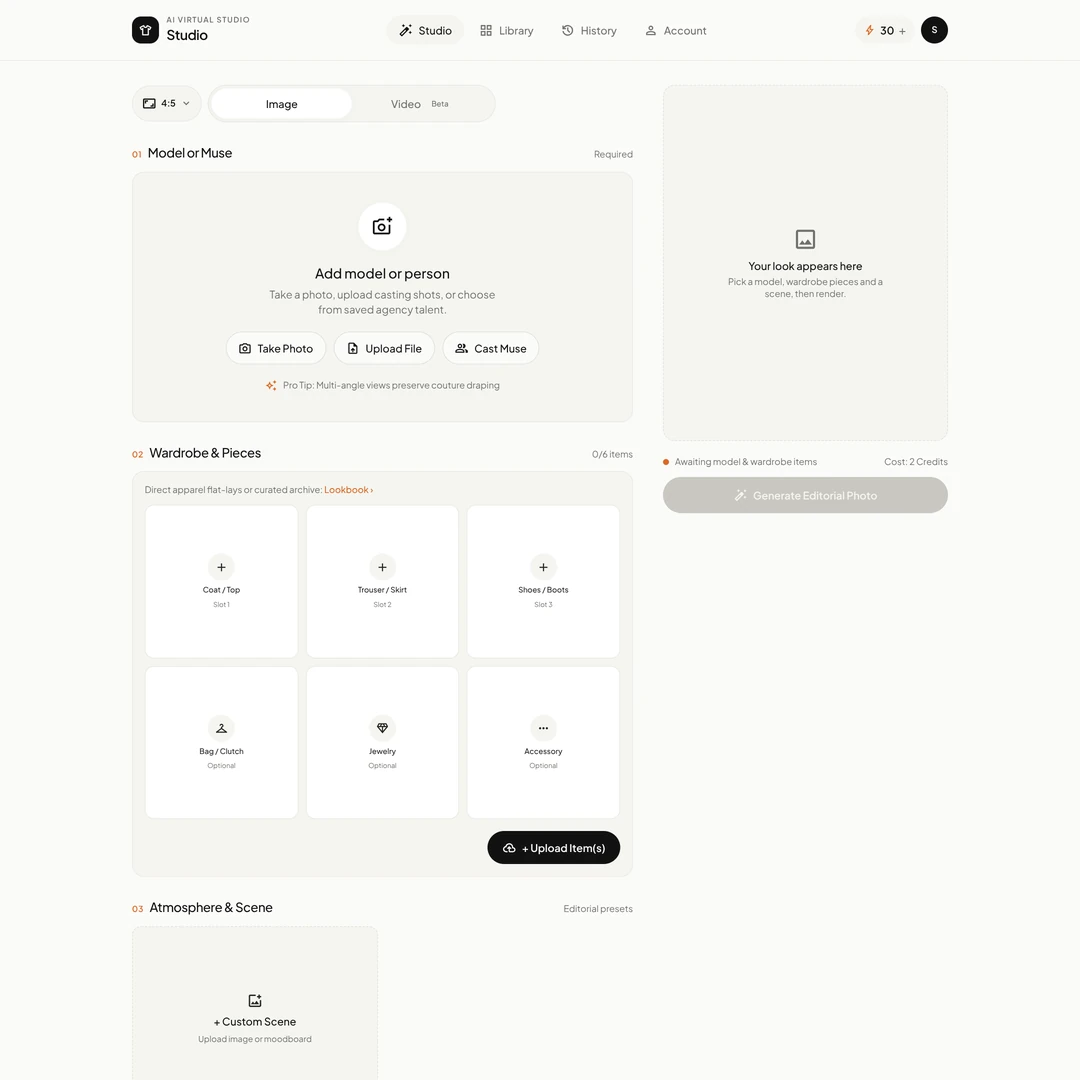 AI VIRTUAL STUDIO
Studio
Studio
Library
History
Account
30 +
S
4:5
Image
Video Beta
01 Model or Muse
Required
Add model or person
Take a photo, upload casting shots, or choose
from saved agency talent.
Take Photo
Upload File
Cast Muse
Pro Tip: Multi-angle views preserve couture draping
Your look appears here
Pick a model, wardrobe pieces and a
scene, then render.
Awaiting model & wardrobe items
Cost: 2 Credits
Generate Editorial Photo
02 Wardrobe & Pieces
0/6 items
Direct apparel flat-lays or curated archive: Lookbook ›
Coat / Top
Slot 1
Trouser / Skirt
Slot 2
Shoes / Boots
Slot 3
Bag / Clutch
Optional
Jewelry
Optional
Accessory
Optional
+ Upload Item(s)
03 Atmosphere & Scene
Editorial presets
+ Custom Scene
Upload image or moodboard